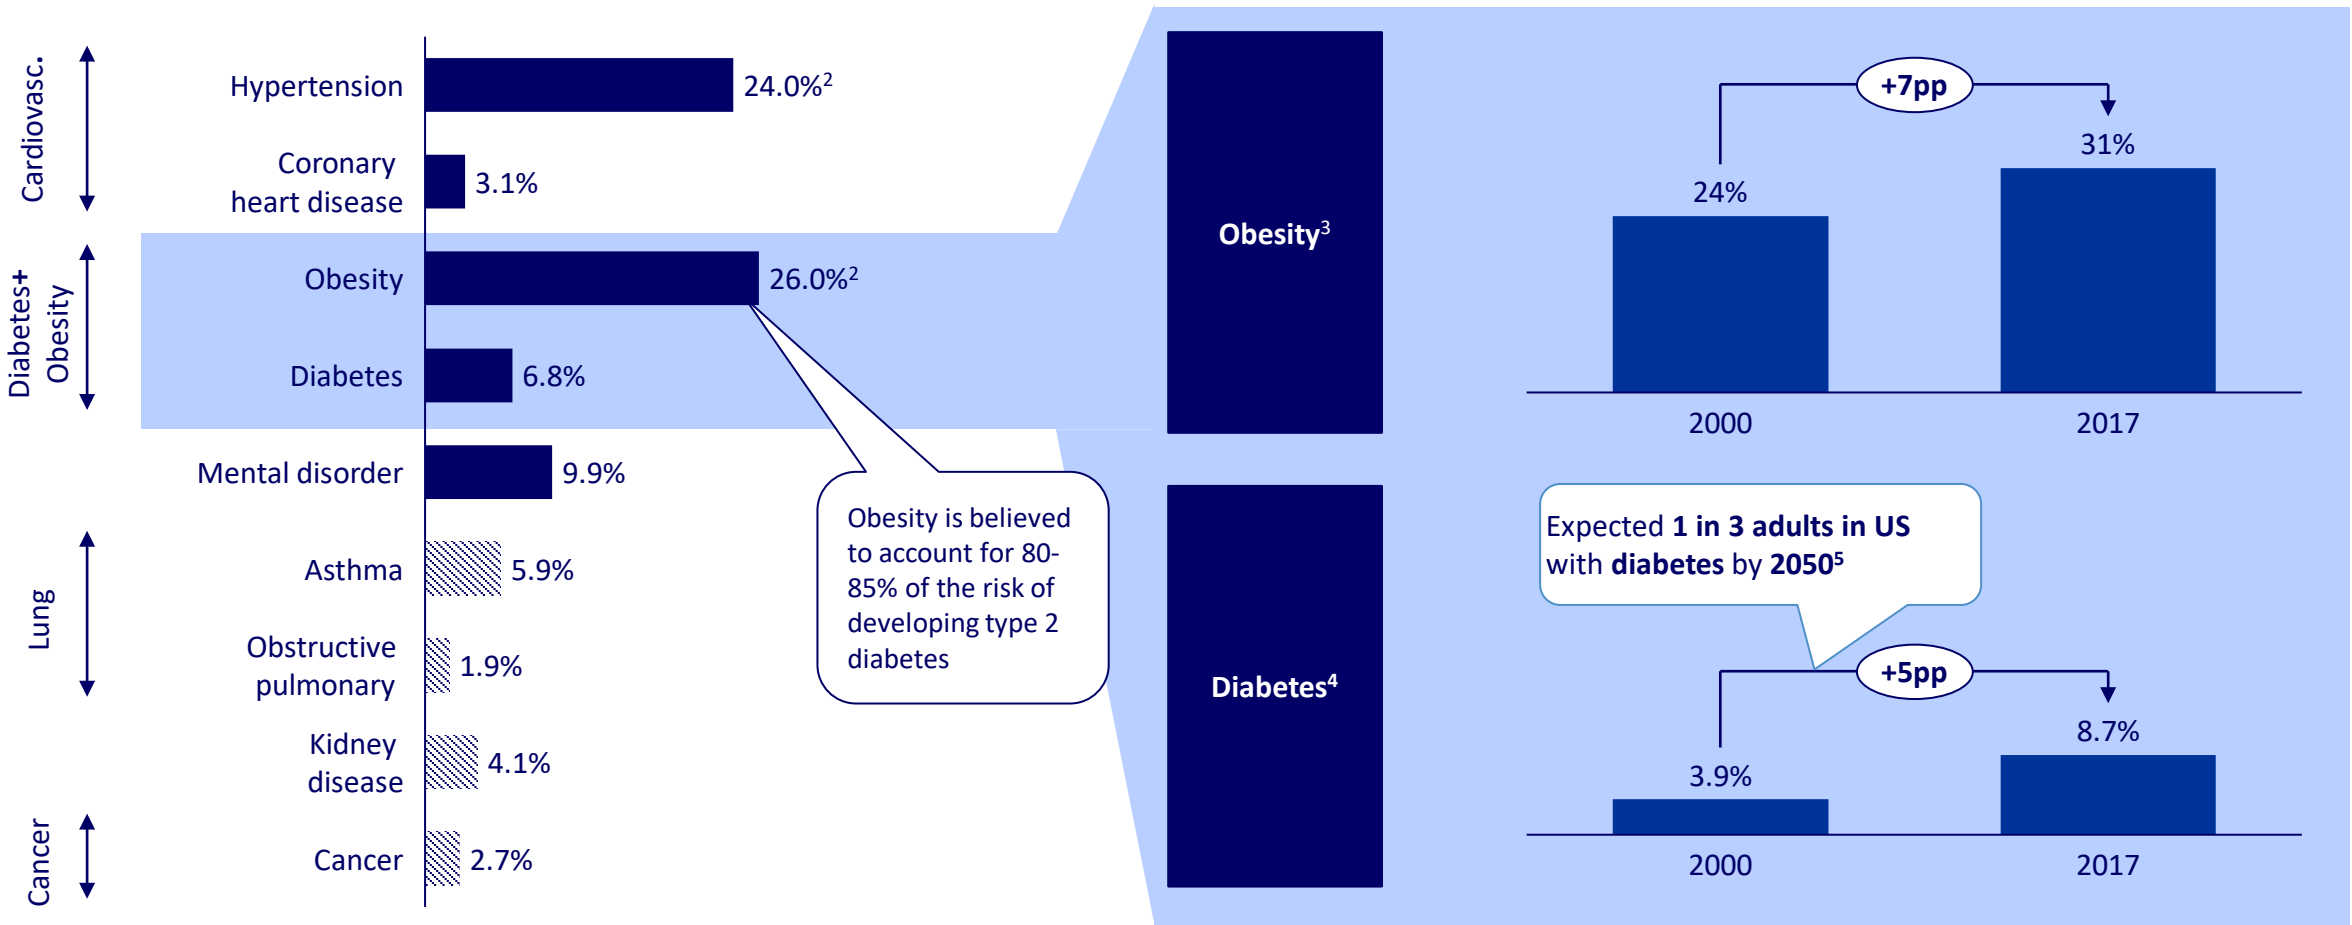 Cardiovasc.
Hypertension
24.0%²
Coronary
heart disease
3.1%
Diabetes+
Obesity
Obesity
26.0%²
Diabetes
6.8%
Mental disorder
9.9%
Lung
Asthma
5.9%
Obstructive
pulmonary
1.9%
Kidney
disease
4.1%
Cancer
Cancer
2.7%
Obesity is believed
to account for 80-
85% of the risk of
developing type 2
diabetes
Obesity³
+7pp
24%
31%
2000
2017
Diabetes⁴
Expected 1 in 3 adults in US
with diabetes by 2050⁵
+5pp
3.9%
8.7%
2000
2017